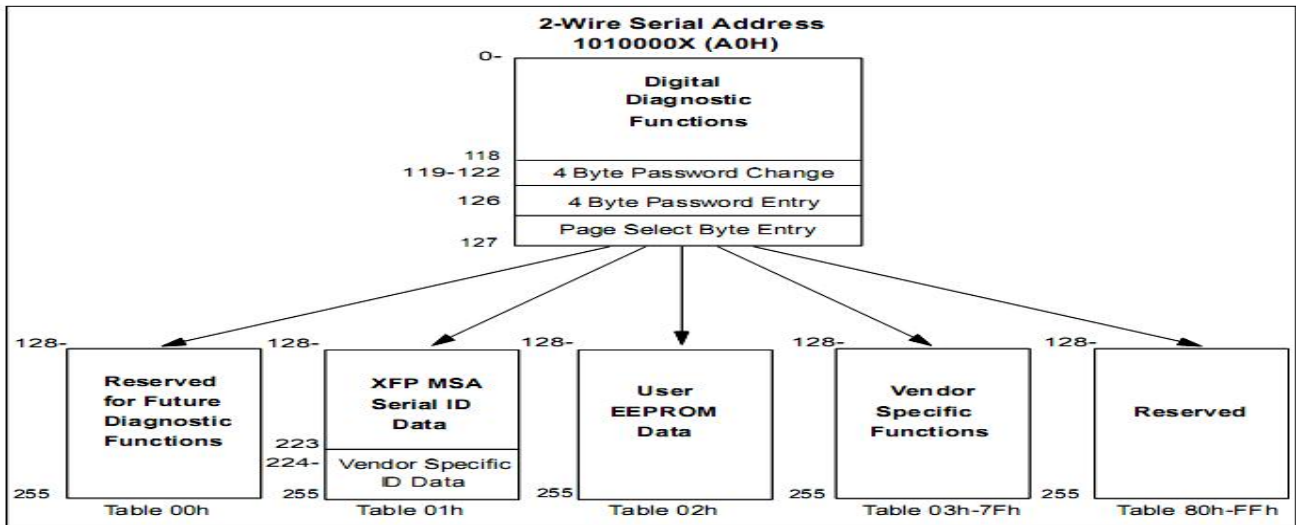 2-Wire Serial Address
1010000X (A0H)
0-
Digital
Diagnostic
Functions
118
119-122
4 Byte Password Change
126
4 Byte Password Entry
Page Select Byte Entry
127
128-
Reserved
for Future
Diagnostic
Functions
255
Table 00h
128-
XFP MSA
Serial ID
Data
223
224-
Vendor Specific
ID Data
255
Table 01h
128-
User
EEPROM
Data
255
Table 02h
128-
Vendor
Specific
Functions
255
Table 03h-7Fh
128-
Reserved
255
Table 80h-FFh